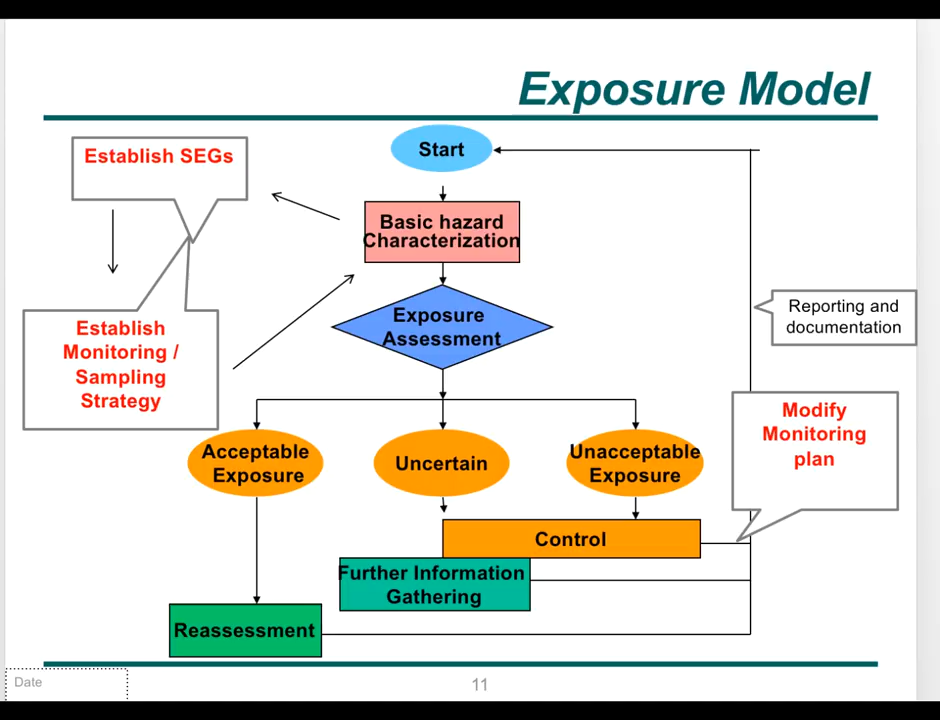 Exposure Model
Establish SEGs
Start
Basic hazard
Characterization
Exposure
Assessment
Reporting and
documentation
Establish
Monitoring /
Sampling
Strategy
Modify
Monitoring
plan
Acceptable
Exposure
Uncertain
Unacceptable
Exposure
Control
Further Information
Gathering
Reassessment
Date
11